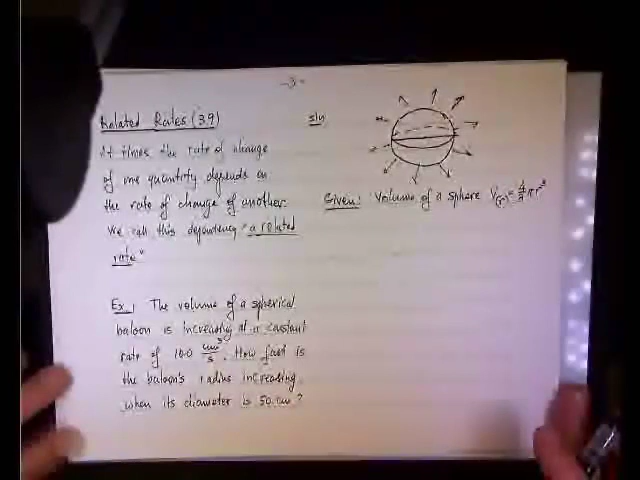 -3-
Related Rates (3.9)
At times the rate of change
of one quantity depends on
the rate of change of another.
We call this dependency "a related
rate"
Ex 1 The volume of a spherical
baloon is increasing at a constant
rate of 100 cm³/s. How fast is
the baloon's radius increasing
when its diameter is 50 cm?
sln
Given: Volume of a sphere V(r) = 4/3 πr³